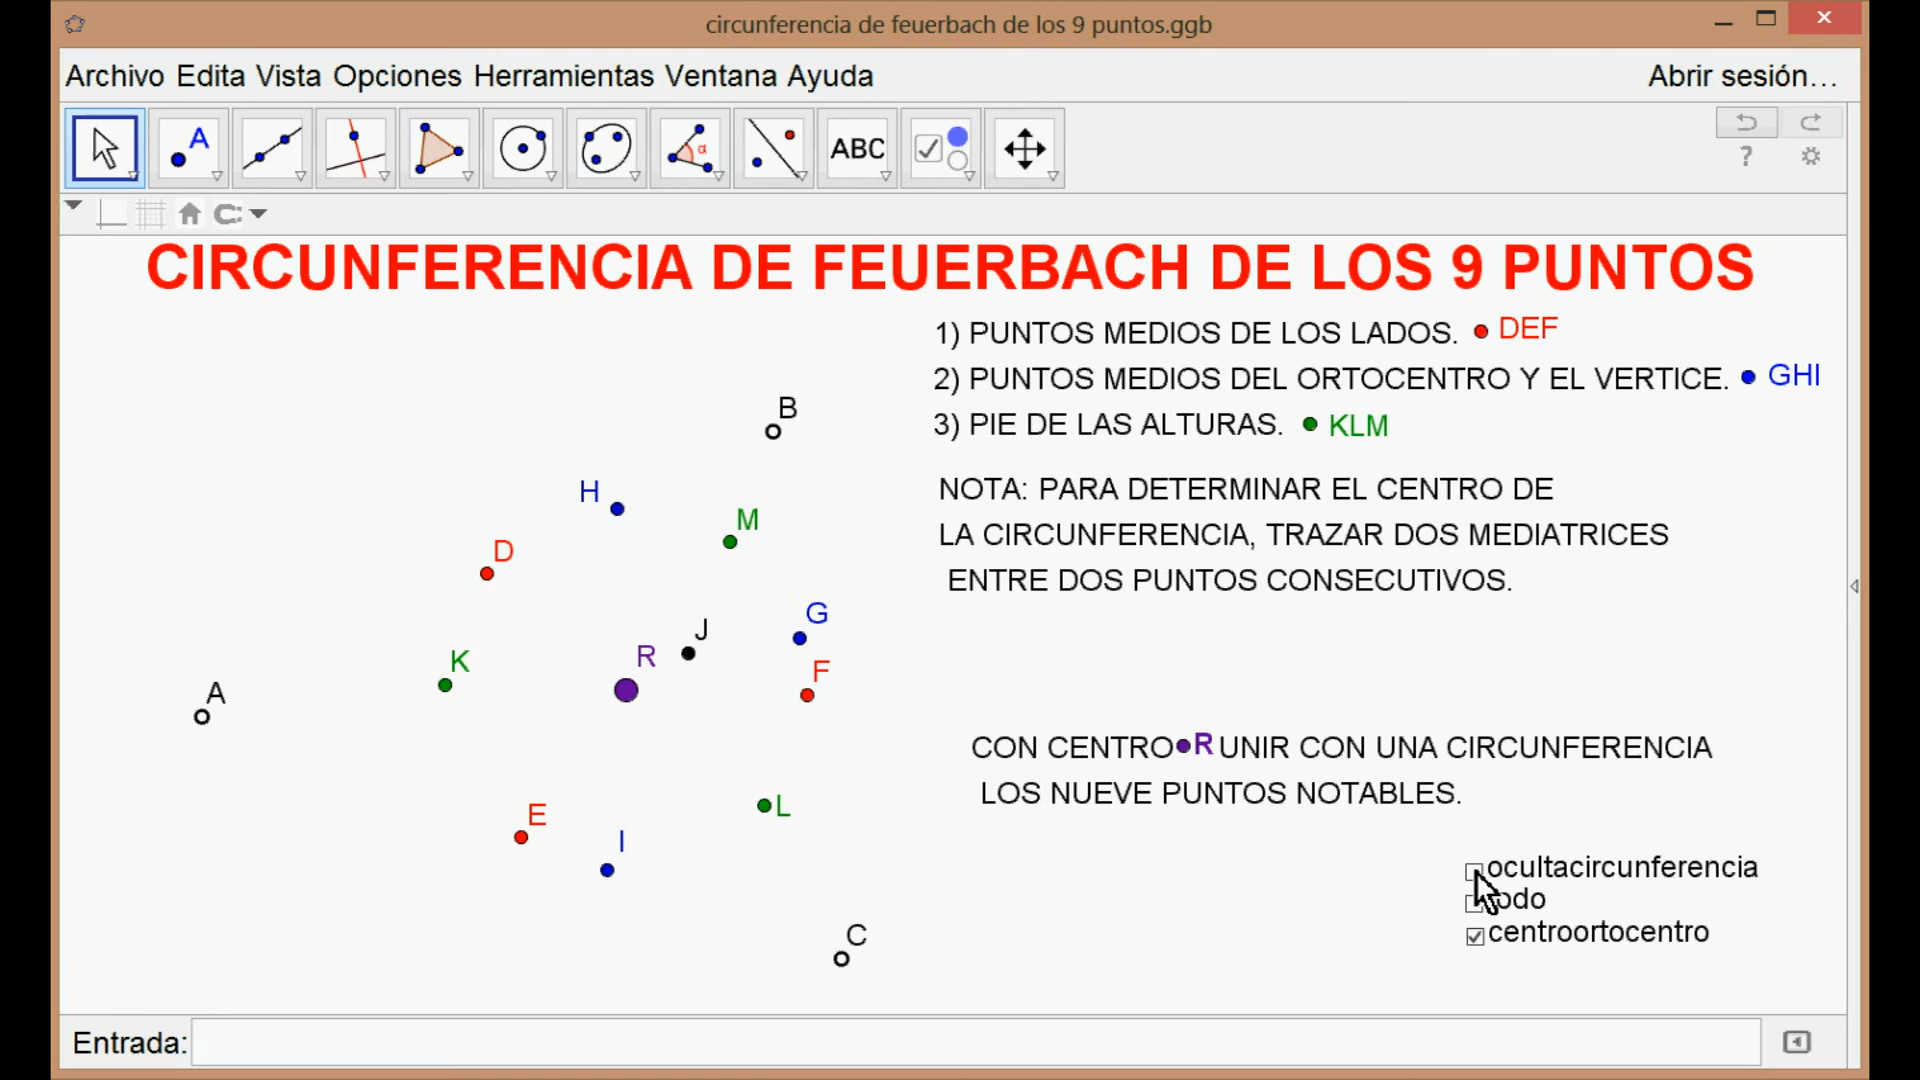 circunferencia de feuerbach de los 9 puntos.ggb
Archivo Edita Vista Opciones Herramientas Ventana Ayuda
Abrir sesión...
A
α
ABC
?
CIRCUNFERENCIA DE FEUERBACH DE LOS 9 PUNTOS
1) PUNTOS MEDIOS DE LOS LADOS. DEF
2) PUNTOS MEDIOS DEL ORTOCENTRO Y EL VERTICE. GHI
3) PIE DE LAS ALTURAS. KLM
NOTA: PARA DETERMINAR EL CENTRO DE
LA CIRCUNFERENCIA, TRAZAR DOS MEDIATRICES
ENTRE DOS PUNTOS CONSECUTIVOS.
B
H
M
D
G
J
R
K
F
A
L
E
I
C
CON CENTRO R UNIR CON UNA CIRCUNFERENCIA
LOS NUEVE PUNTOS NOTABLES.
ocultacircunferencia
centroortocentro
Entrada: